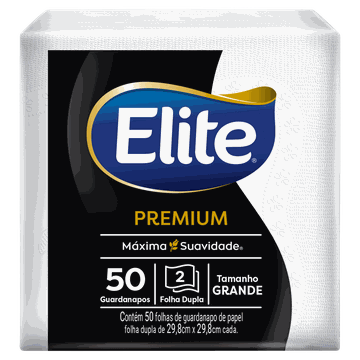 Elite®
PREMIUM
Máxima Suavidade®
50
Guardanapos
2
Folha Dupla
Tamanho
GRANDE
Contém 50 folhas de guardanapo de papel
folha dupla de 29,8cm x 29,8cm cada.